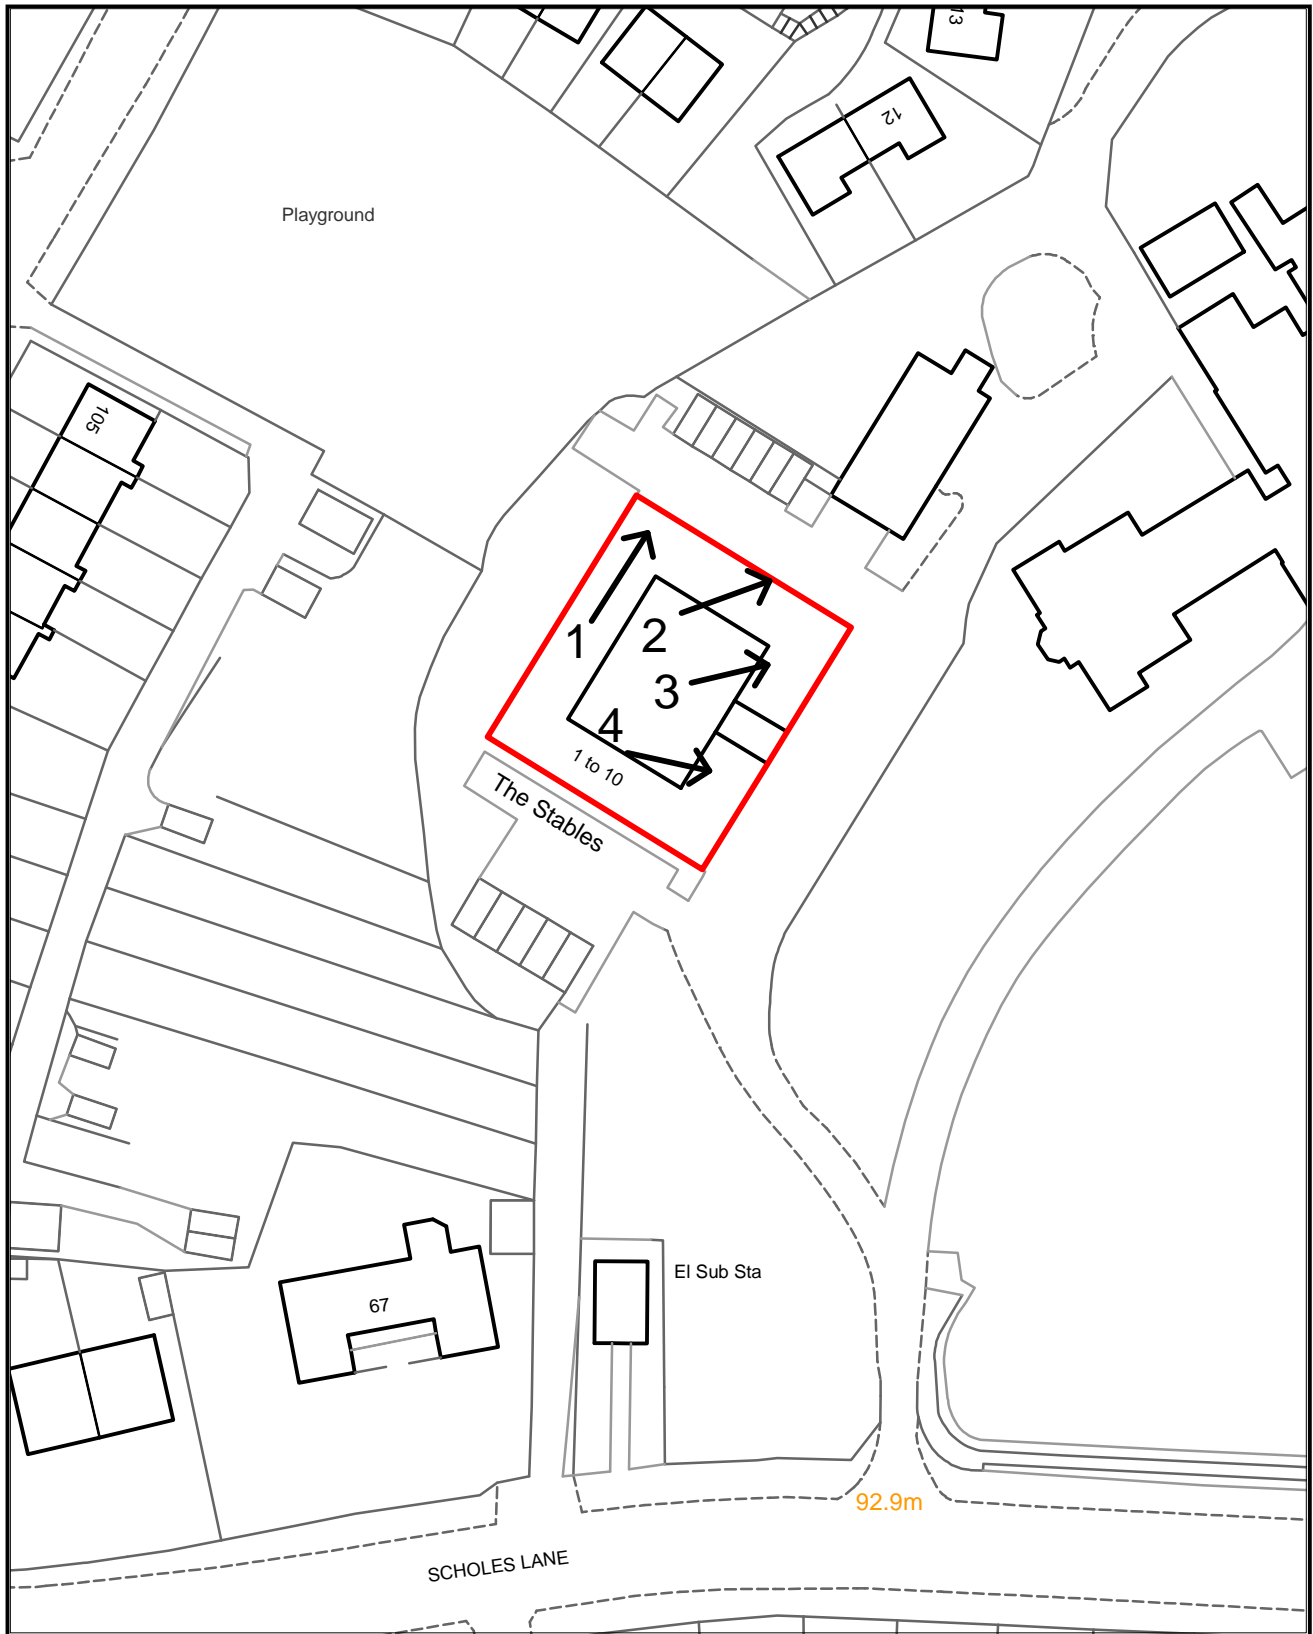 13
12
Playground
105
1
2
3
4
1 to 10
The Stables
El Sub Sta
67
92.9m
SCHOLES LANE